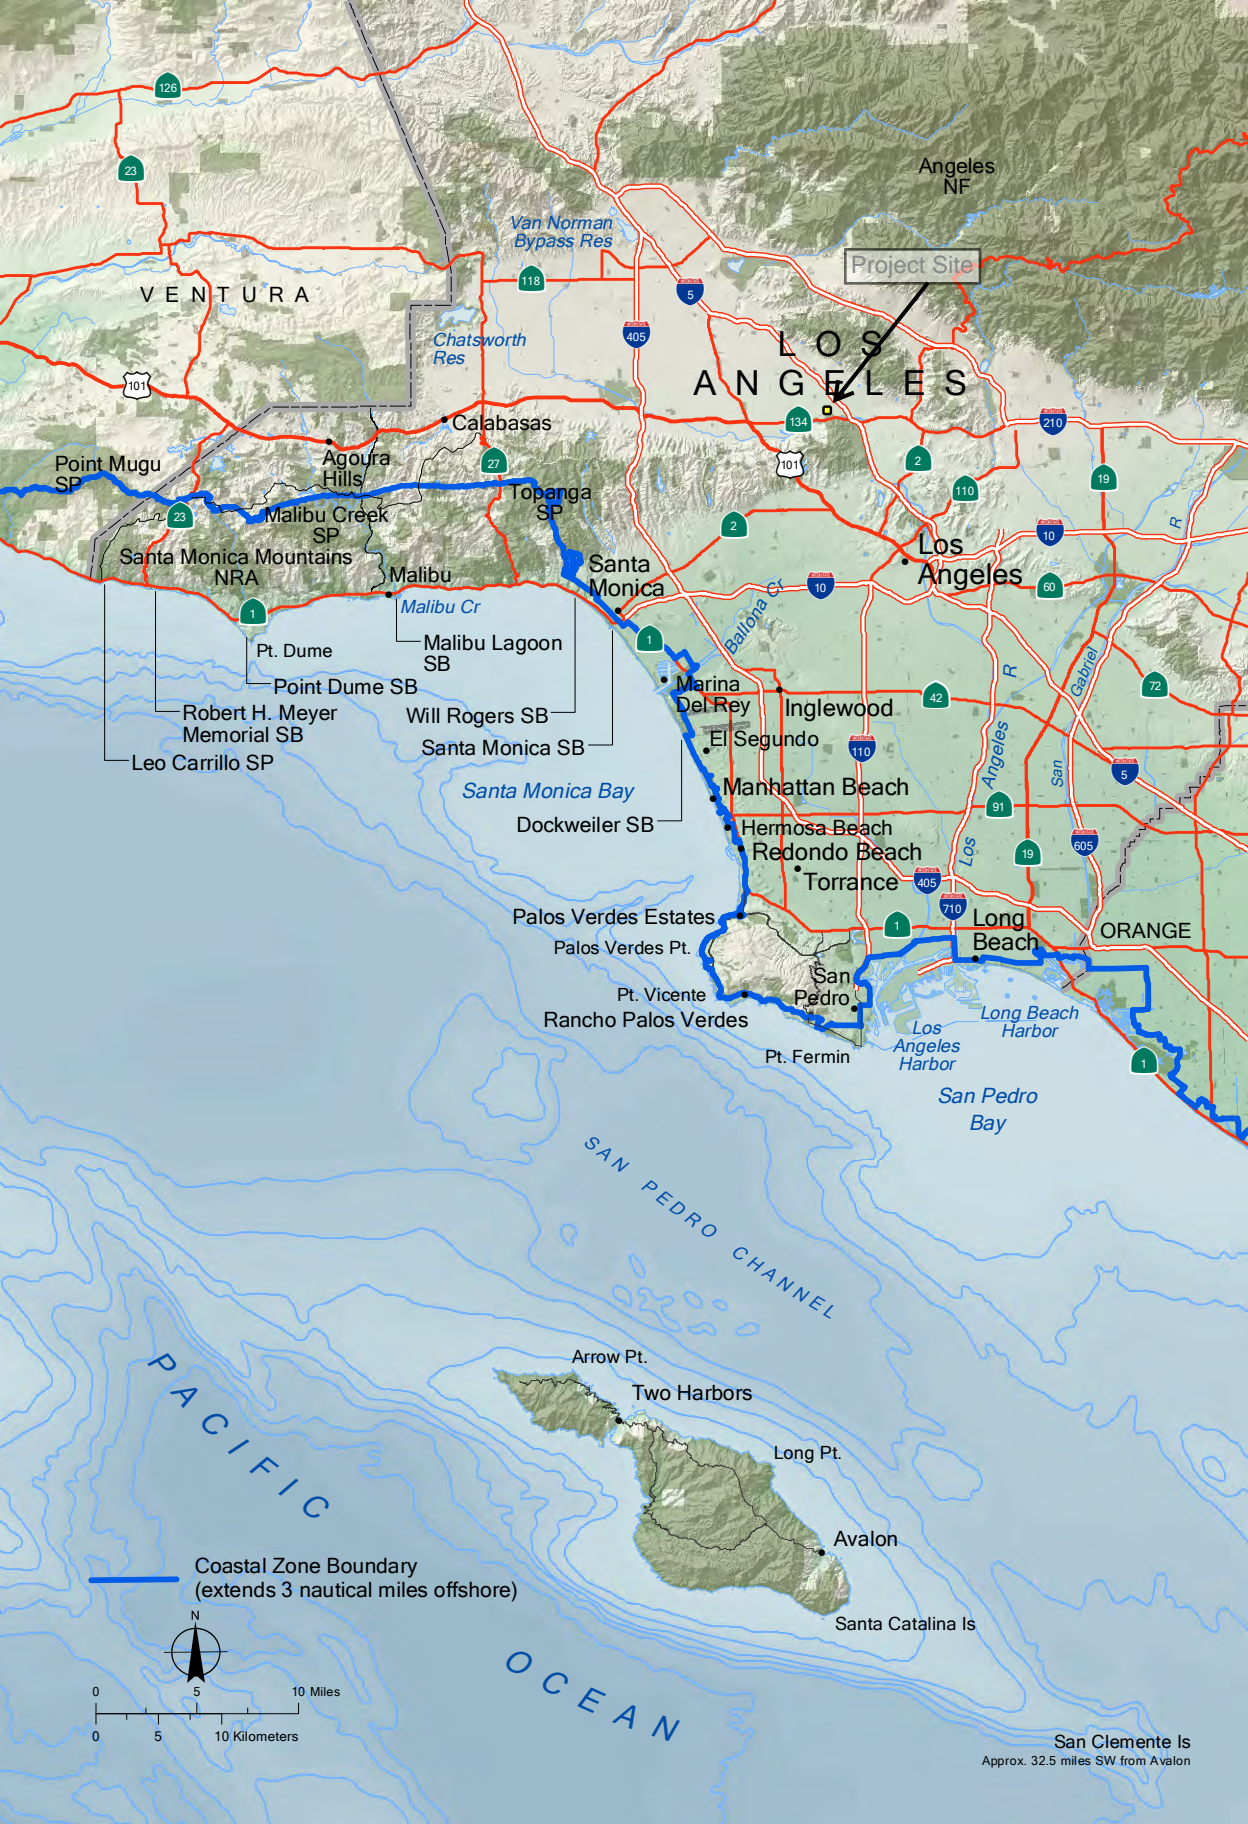 126
23
Angeles
NF
Van Norman
Bypass Res
Project Site
118
5
VENTURA
405
Chatsworth
Res
LOS
ANGELES
101
134
210
Calabasas
Agoura
Hills
27
101
2
19
110
Point Mugu
SP
Topanga
SP
23
Malibu Creek
SP
2
10
R
Santa Monica Mountains
NRA
Santa
Monica
Los
Angeles
Malibu
Malibu Cr
10
60
1
Ballona Cr
1
Pt. Dume
Malibu Lagoon
SB
Gabriel
R
Point Dume SB
Marina
Del Rey
42
72
Robert H. Meyer
Memorial SB
Will Rogers SB
Inglewood
Santa Monica SB
El Segundo
110
Angeles
San
5
Leo Carrillo SP
Santa Monica Bay
Manhattan Beach
91
Dockweiler SB
Hermosa Beach
Los
19
605
Redondo Beach
Torrance
405
710
Palos Verdes Estates
1
Long
Beach
ORANGE
Palos Verdes Pt.
San
Pedro
Pt. Vicente
Rancho Palos Verdes
Long Beach
Harbor
Los
Angeles
Harbor
Pt. Fermin
1
San Pedro
Bay
SAN PEDRO CHANNEL
Arrow Pt.
Two Harbors
PACIFIC
Long Pt.
Avalon
Coastal Zone Boundary
(extends 3 nautical miles offshore)
N
Santa Catalina Is
OCEAN
0 5 10 Miles
0 5 10 Kilometers
San Clemente Is
Approx. 32.5 miles SW from Avalon